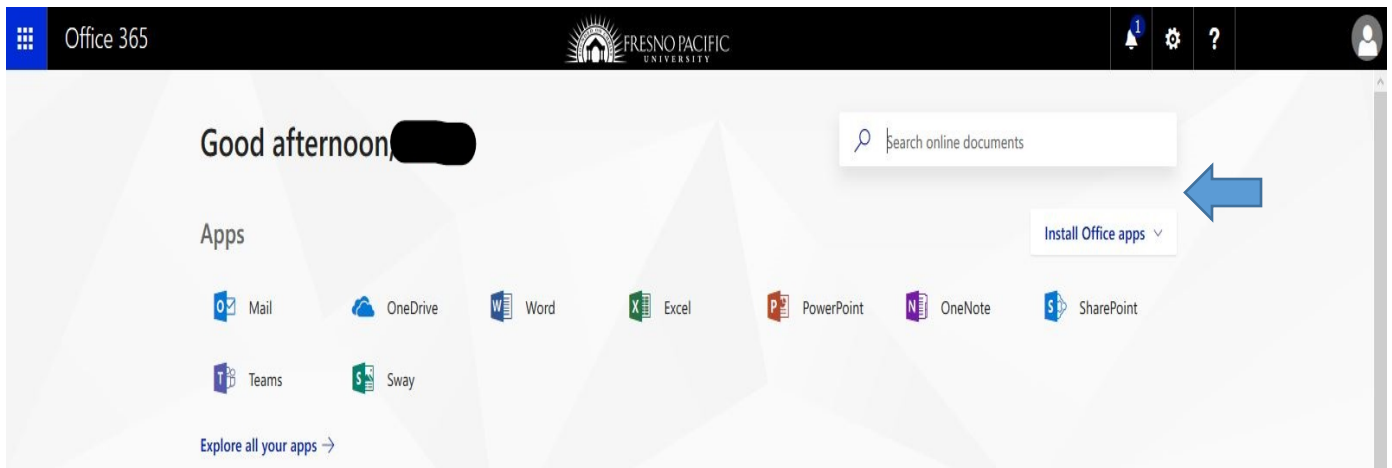 Office 365
FRESNO PACIFIC
UNIVERSITY
1
?
Good afternoon,
Search online documents
Apps
Install Office apps
Mail
OneDrive
Word
Excel
PowerPoint
OneNote
SharePoint
Teams
Sway
Explore all your apps →